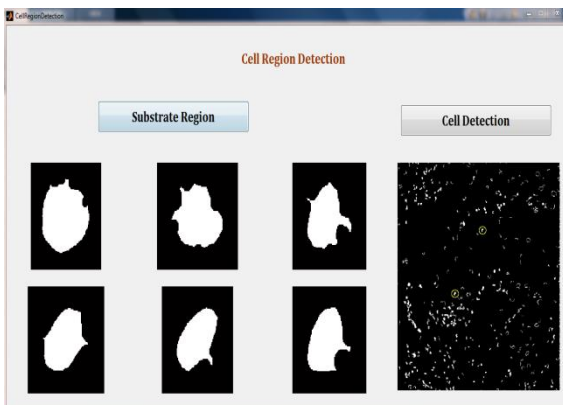 CellRegionDetection
Cell Region Detection
Substrate Region
Cell Detection